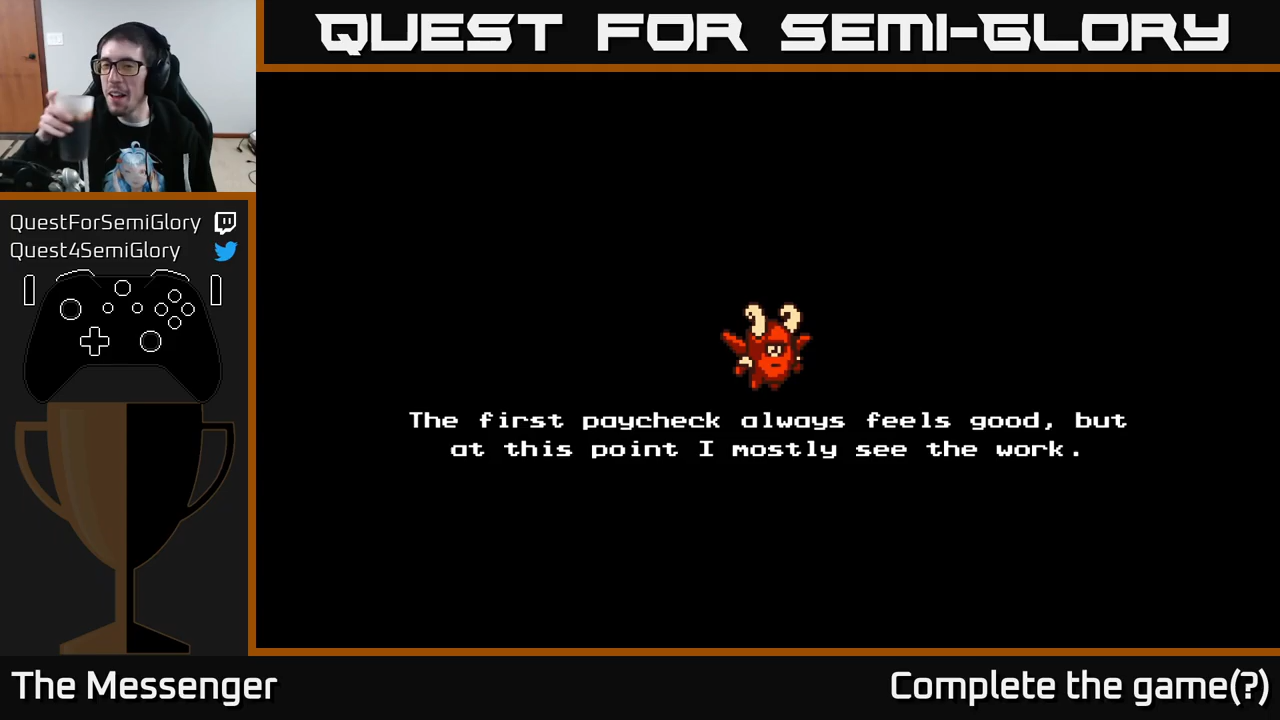 QUEST FOR SEMI-GLORY
QuestForSemiGlory
Quest4SemiGlory
The first paycheck always feels good, but
at this point I mostly see the work.
The Messenger
Complete the game(?)